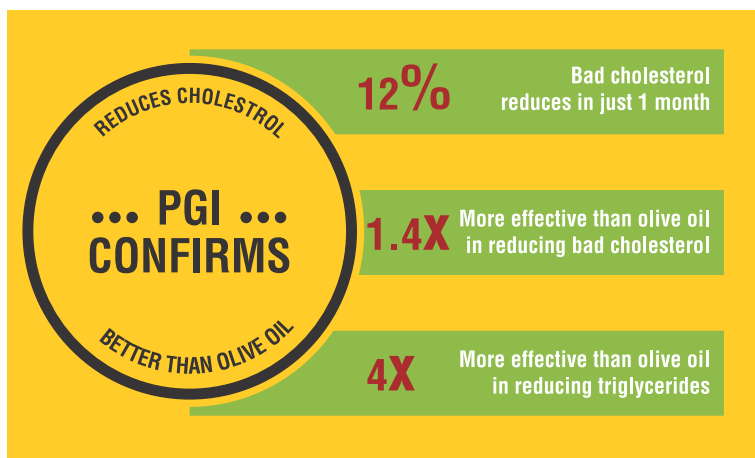 REDUCES CHOLESTROL
... PGI ...
CONFIRMS
BETTER THAN OLIVE OIL
12%
Bad cholesterol
reduces in just 1 month
1.4X
More effective than olive oil
in reducing bad cholesterol
4X
More effective than olive oil
in reducing triglycerides